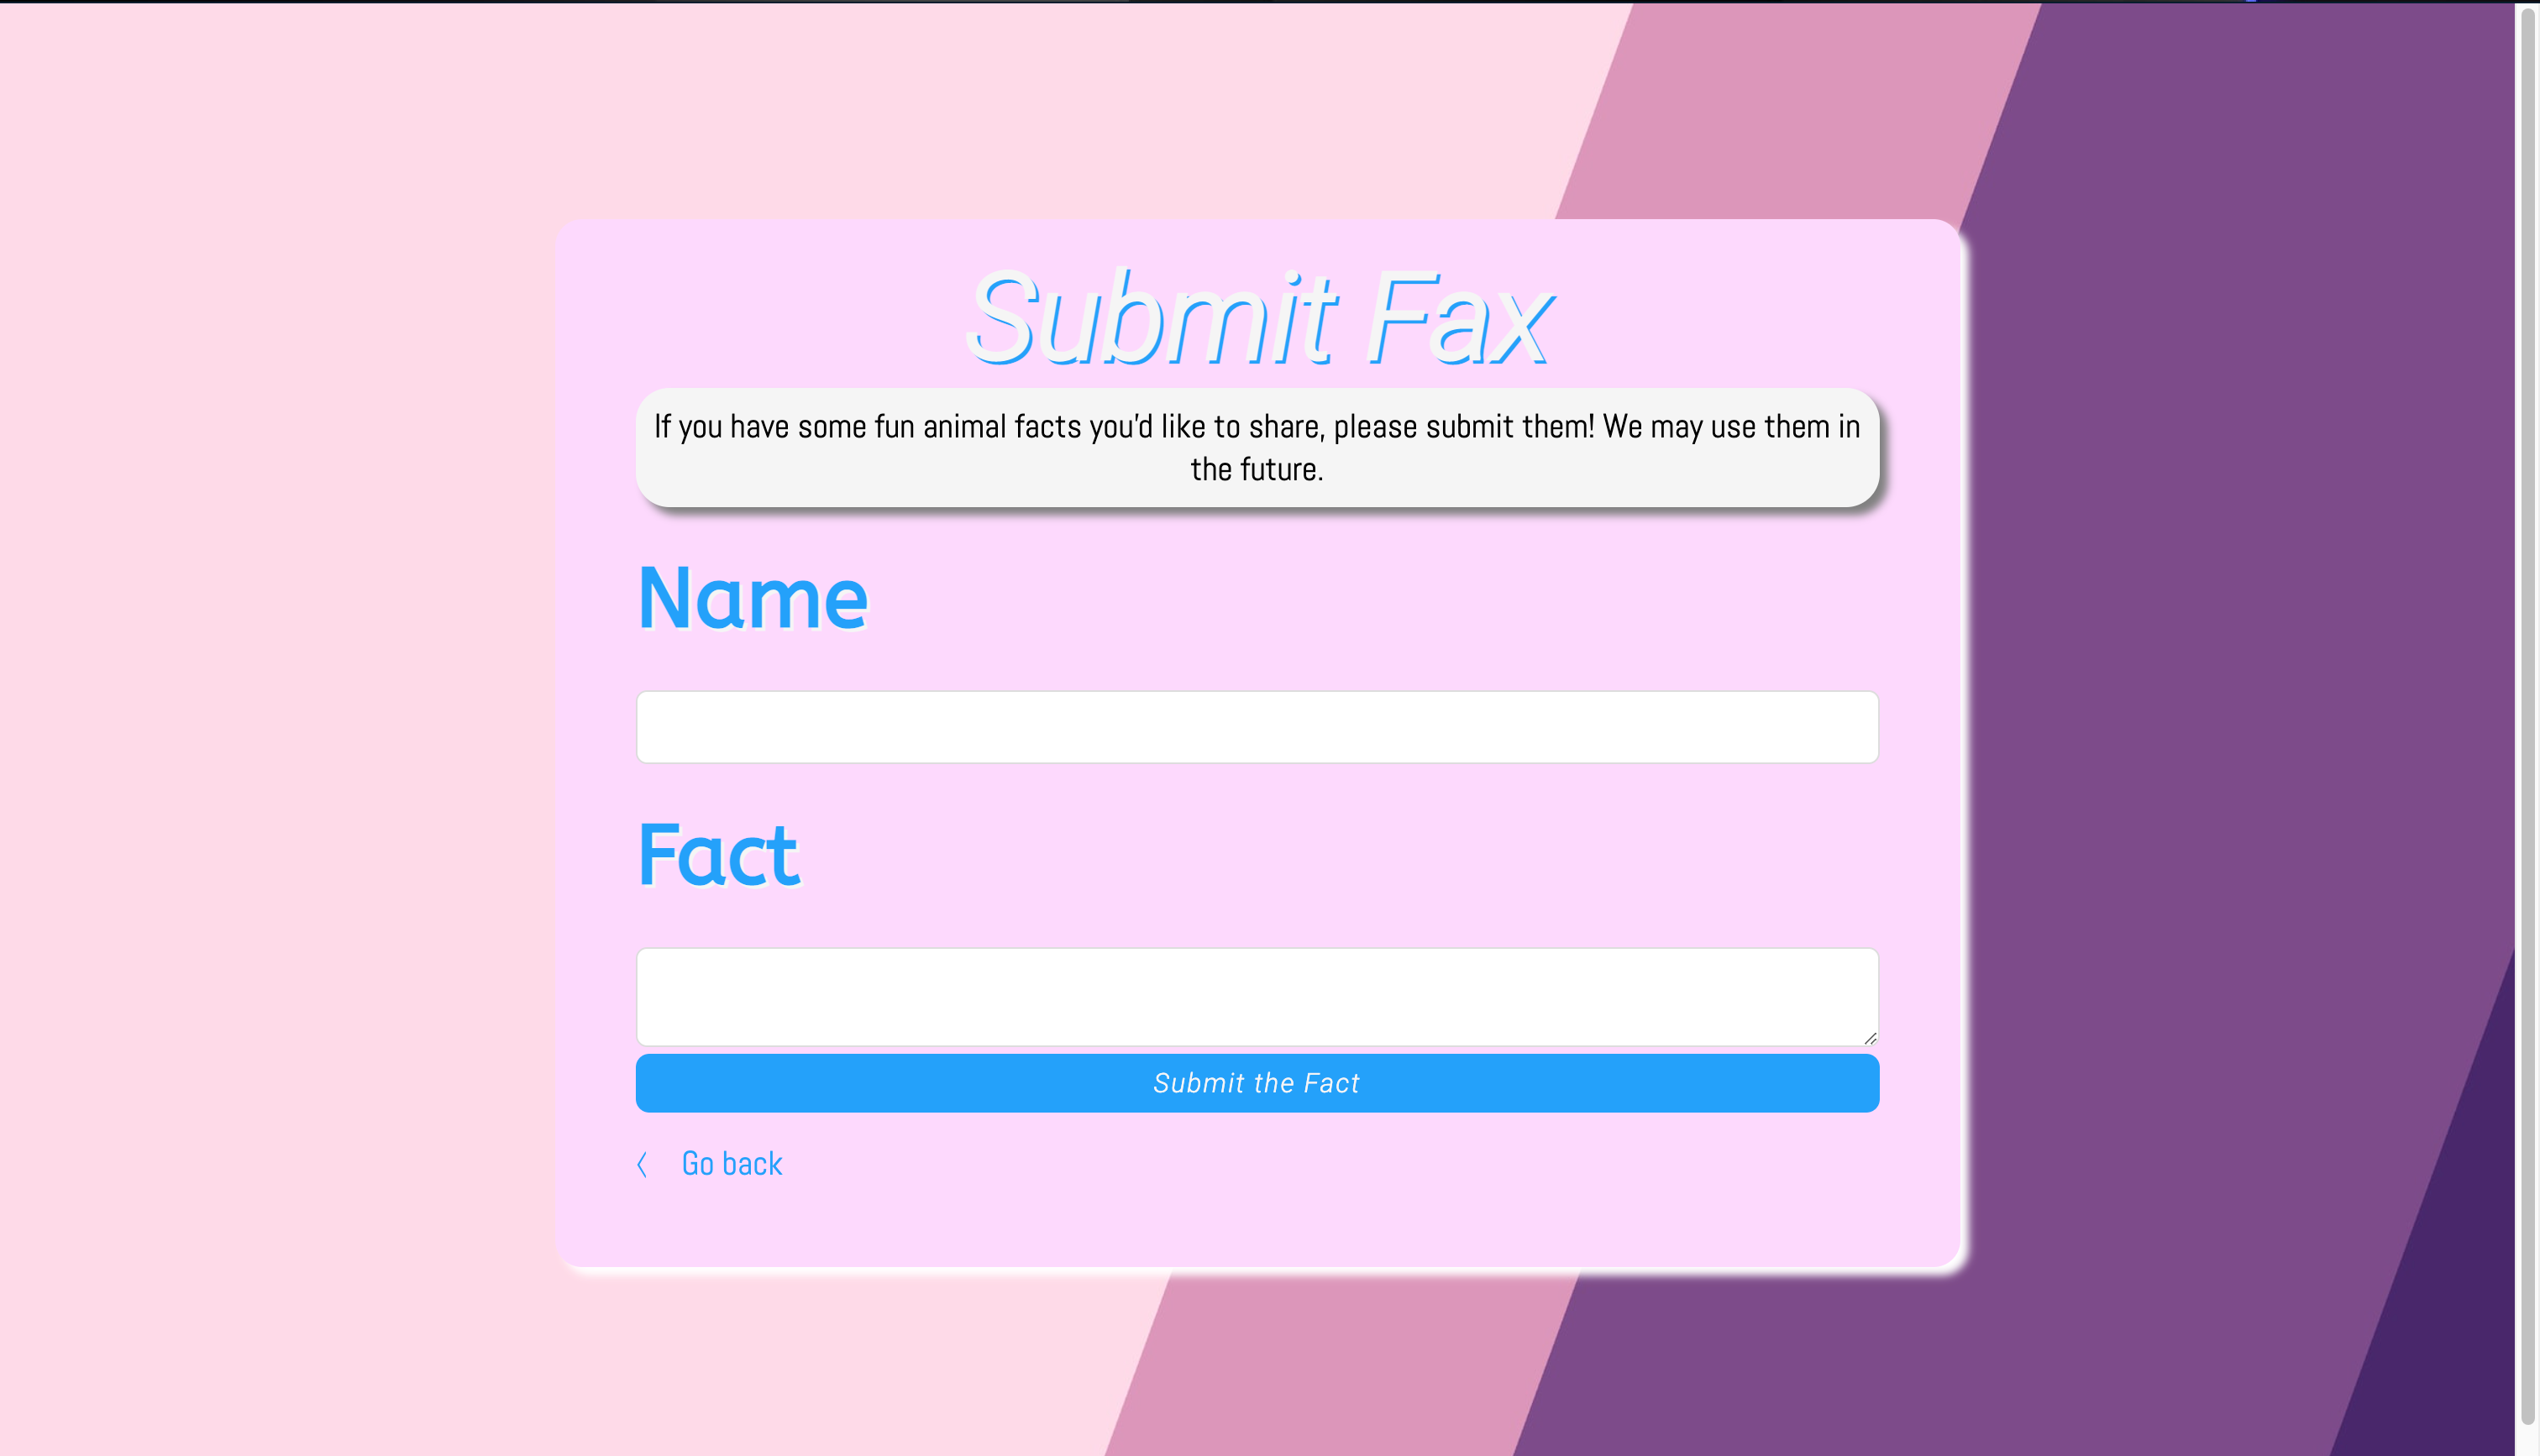 Submit Fax
If you have some fun animal facts you'd like to share, please submit them! We may use them in
the future.
Name
Fact
Submit the Fact
Go back